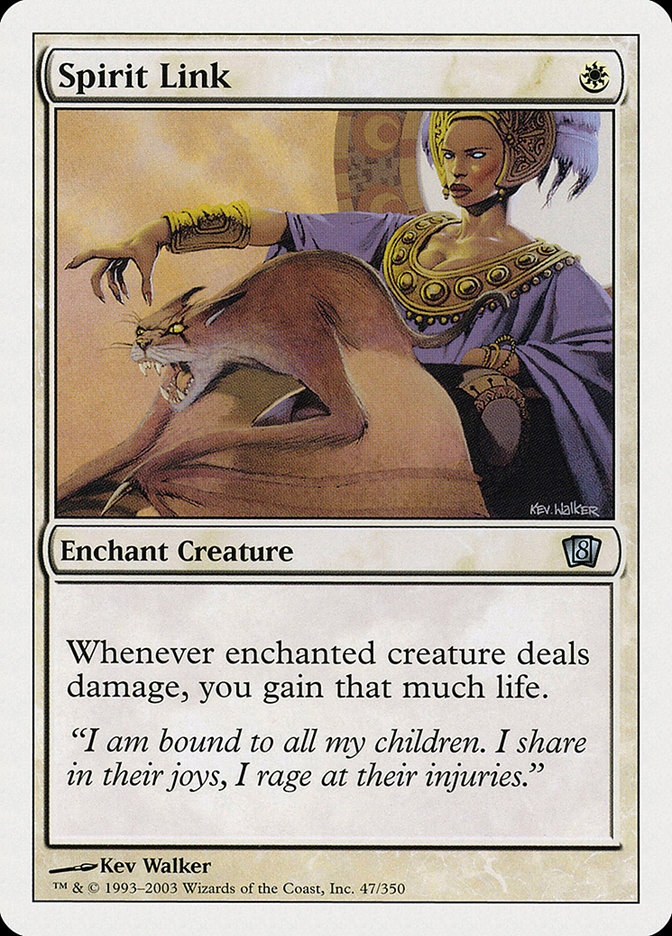 Spirit Link
KEV. WALKER
Enchant Creature
8
Whenever enchanted creature deals
damage, you gain that much life.
“I am bound to all my children. I share
in their joys, I rage at their injuries.”
Kev Walker
™ & © 1993–2003 Wizards of the Coast, Inc. 47/350